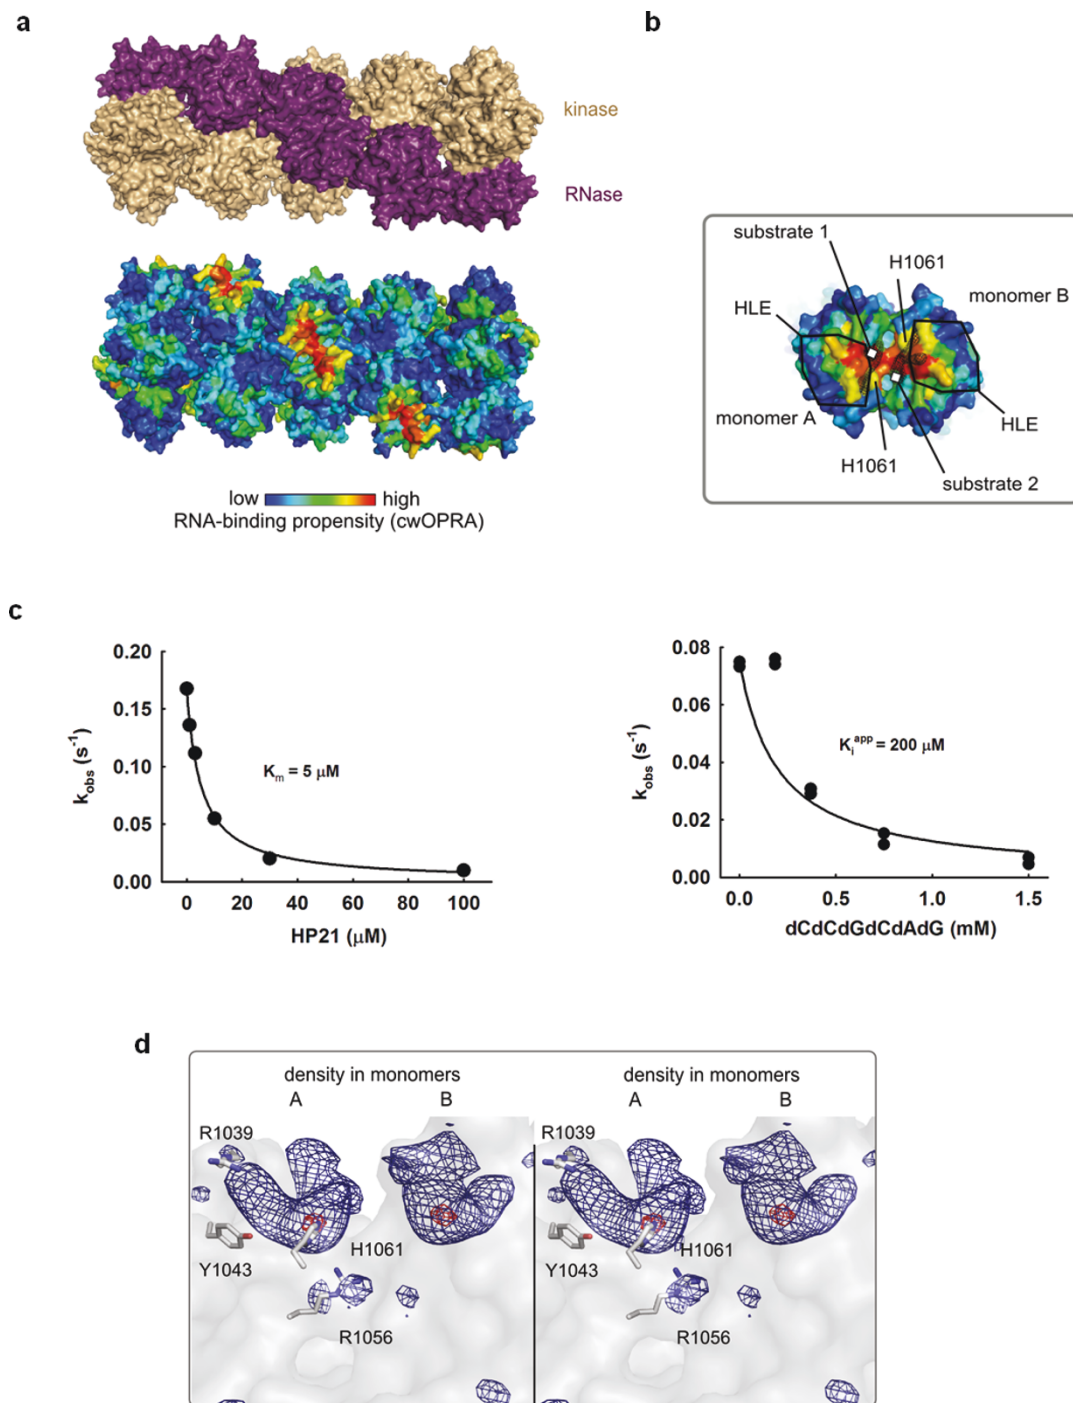 a
kinase
RNase
low high
RNA-binding propensity (cwOPRA)
b
substrate 1
H1061
monomer B
HLE
monomer A
HLE
H1061
substrate 2
c
0.20
0.15
0.10
0.05
0.00
kobs (s-1)
Km = 5 μM
0 20 40 60 80 100
HP21 (μM)
0.08
0.06
0.04
0.02
0.00
kobs (s-1)
Kiapp = 200 μM
0.0 0.5 1.0 1.5
dCdCdGdCdAdG (mM)
d
density in monomers
A B
R1039
H1061
Y1043
R1056
density in monomers
A B
R1039
H1061
Y1043
R1056